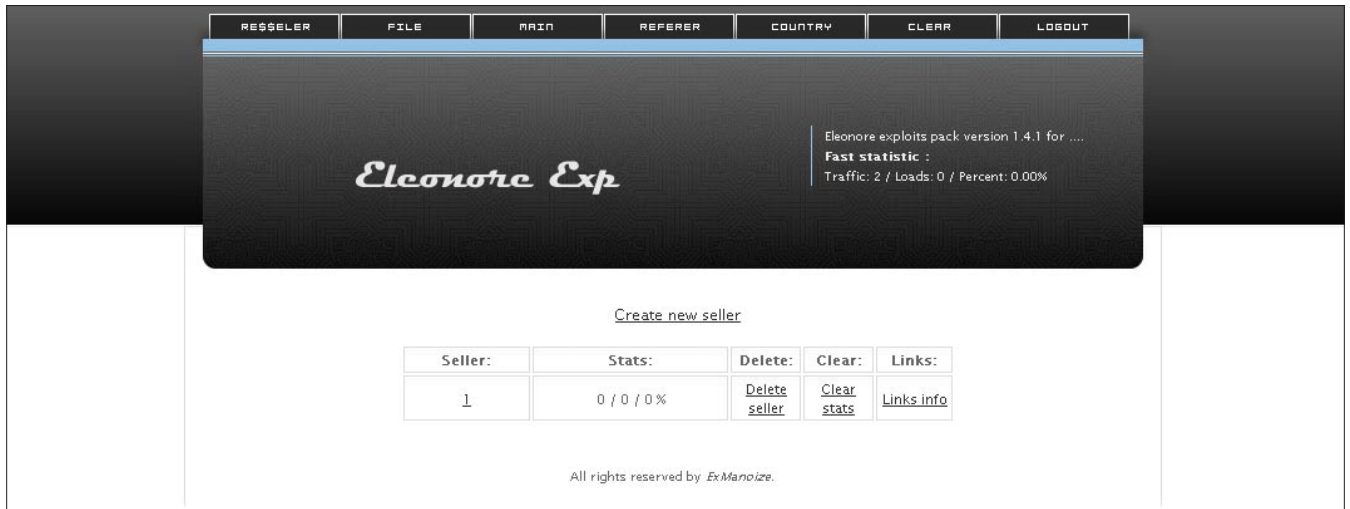 RE$$ELER FILE MAIN REFERER COUNTRY CLEAR LOGOUT
Eleonore Exp
Eleonore exploits pack version 1.4.1 for ....
Fast statistic :
Traffic: 2 / Loads: 0 / Percent: 0.00%
Create new seller
Seller: Stats: Delete: Clear: Links:
1 0 / 0 / 0% Delete seller Clear stats Links info
All rights reserved by ExManoize.